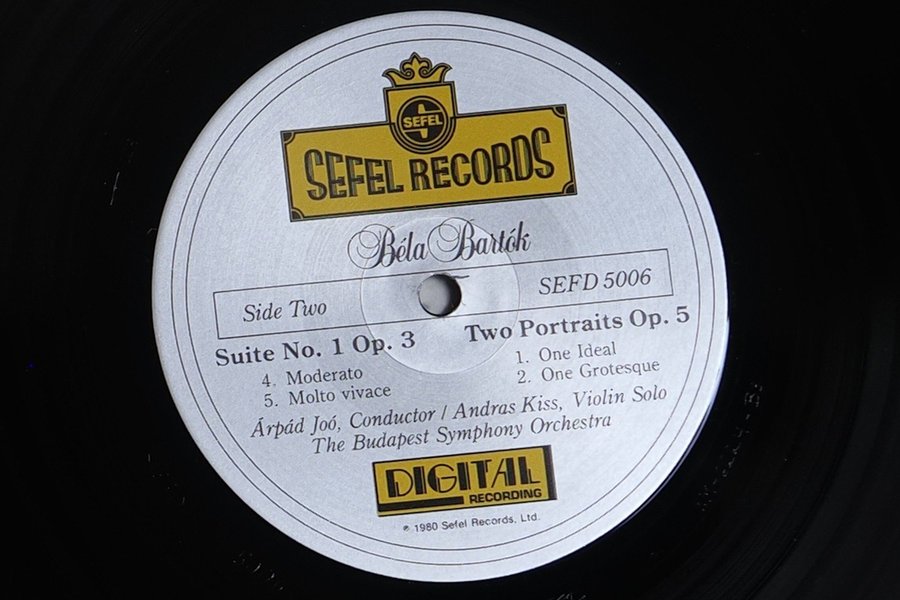 SEFEL
SEFEL RECORDS
Béla Bartók
Side Two
SEFD 5006
Suite No. 1 Op. 3
4. Moderato
5. Molto vivace
Two Portraits Op. 5
1. One Ideal
2. One Grotesque
Árpád Joó, Conductor / Andras Kiss, Violin Solo
The Budapest Symphony Orchestra
DIGITAL
RECORDING
℗ 1980 Sefel Records, Ltd.